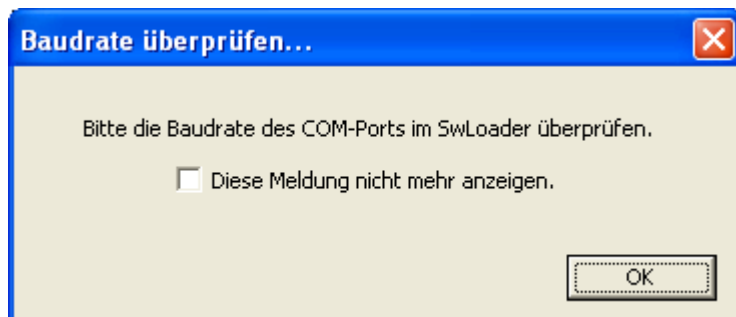 Baudrate überprüfen...
Bitte die Baudrate des COM-Ports im SwLoader überprüfen.
Diese Meldung nicht mehr anzeigen.
OK